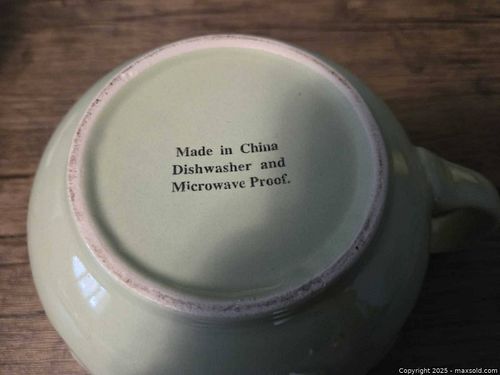 Made in China
Dishwasher and
Microwave Proof.
Copyright © 2025 - maxsold.com